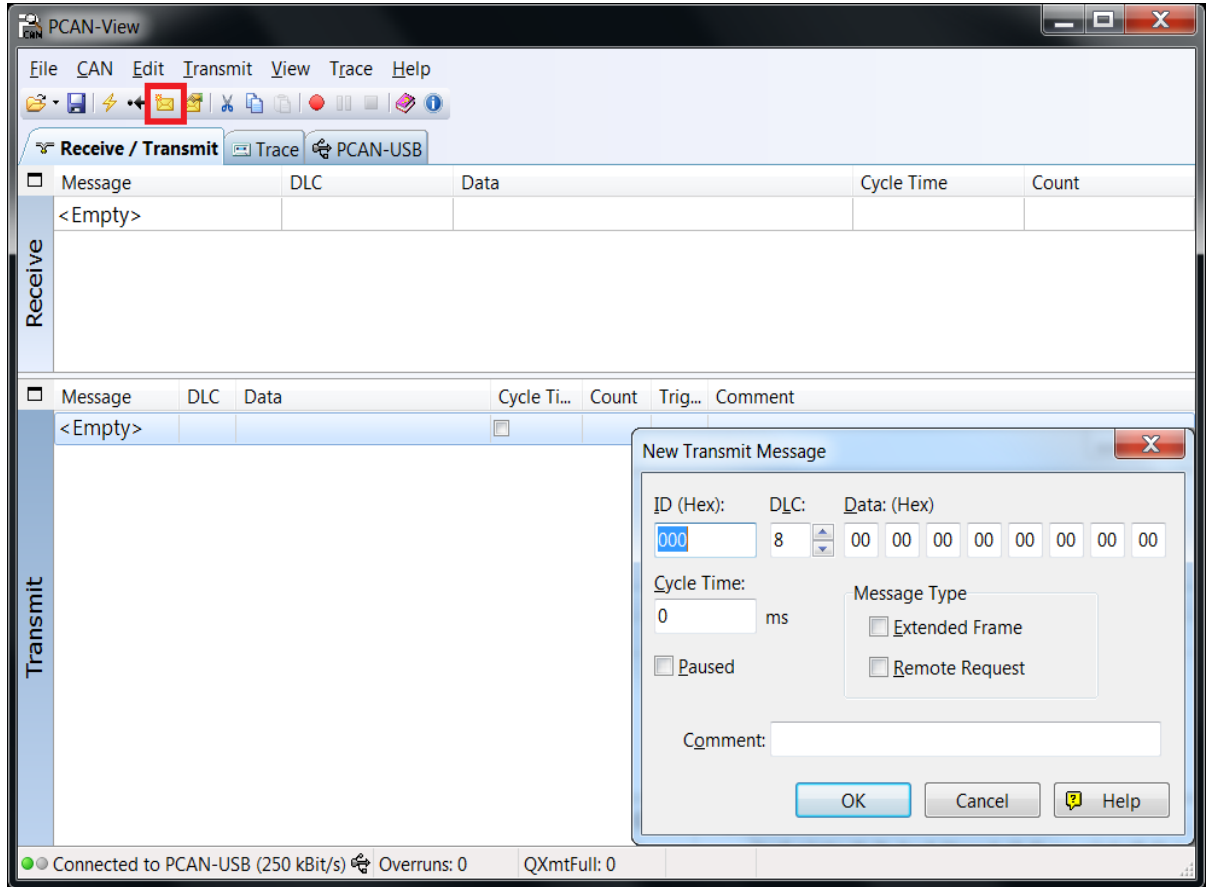 PCAN-View
File CAN Edit Transmit View Trace Help
Receive / Transmit Trace PCAN-USB
Message DLC Data Cycle Time Count
<Empty>
Receive
Message DLC Data Cycle Ti... Count Trig... Comment
<Empty>
Transmit
New Transmit Message
ID (Hex): DLC: Data: (Hex)
000 8 00 00 00 00 00 00 00 00
Cycle Time: Message Type
0 ms Extended Frame
Paused Remote Request
Comment:
OK Cancel Help
Connected to PCAN-USB (250 kBit/s) Overruns: 0 QXmtFull: 0